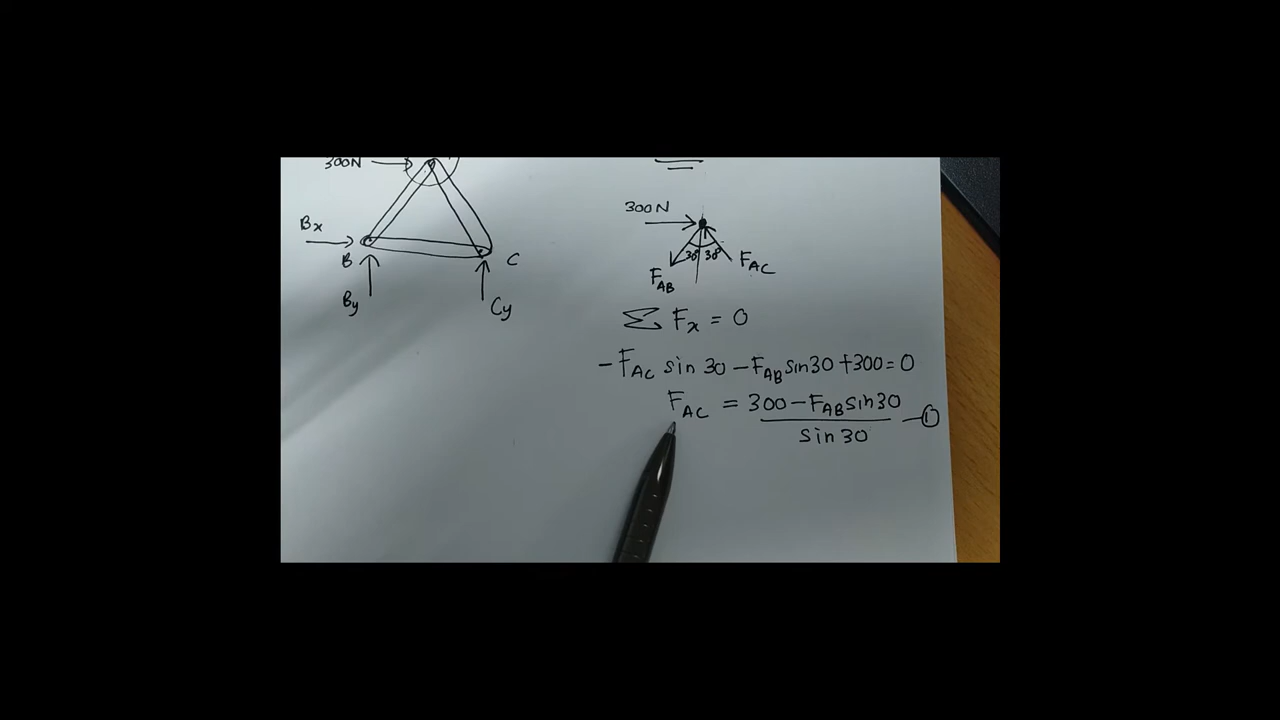 300N
Bx
B
C
By
Cy
300N
30° 30°
FAB
FAC
Σ Fx = 0
-FAC sin 30 - FAB sin30 +300 = 0
FAC = 300 - FAB sin30
sin 30
①